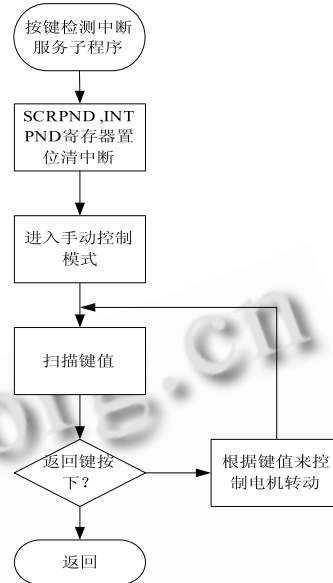 按键检测中断
服务子程序
SCRPND ,INT
PND寄存器置
位清中断
进入手动控制
模式
扫描键值
返回键按
下？
根据键值来控
制电机转动
返回
org.cn